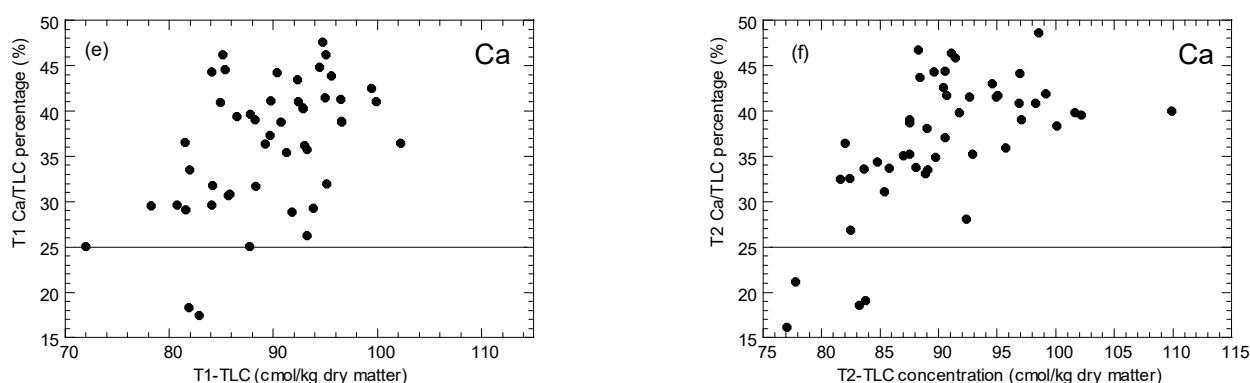 50
45
40
35
30
25
20
15
T1 Ca/TLC percentage (%)
(e)
Ca
70 80 90 100 110
T1-TLC (cmol/kg dry matter)
50
45
40
35
30
25
20
15
T2 Ca/TLC percentage (%)
(f)
Ca
75 80 85 90 95 100 105 110 115
T2-TLC concentration (cmol/kg dry matter)